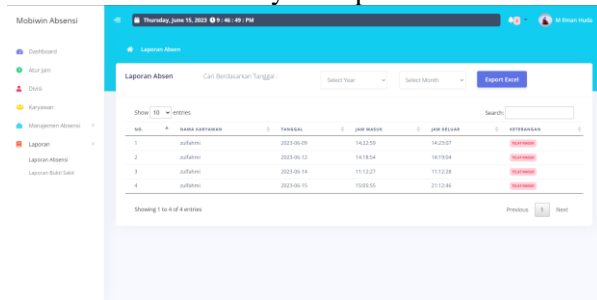 Mobiwin Absensi
Thursday, June 15, 2023 9 : 46 : 49 : PM
M Iman Huda
Dashboard
Atur Jam
Divisi
Karyawan
Manajemen Absensi
Laporan
Laporan Absensi
Laporan Bukti Sakit
Laporan Absen
Laporan Absen
Cari Berdasarkan Tanggal :
Select Year
Select Month
Export Excel
Show 10 entries
Search:
NO. NAMA KARYAWAN TANGGAL JAM MASUK JAM KELUAR KETERANGAN
1 zulfahmi 2023-06-09 14:22:59 14:23:07
2 zulfahmi 2023-06-12 14:18:54 14:19:04
3 zulfahmi 2023-06-14 11:12:27 11:12:28
4 zulfahmi 2023-06-15 15:05:55 21:12:46
Showing 1 to 4 of 4 entries
Previous 1 Next